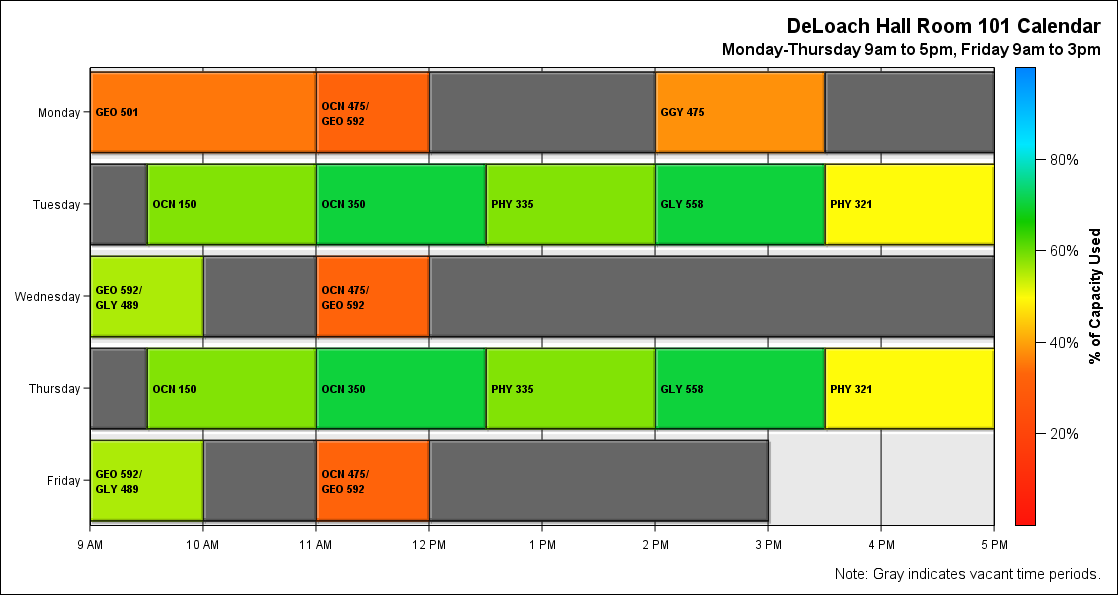 DeLoach Hall Room 101 Calendar
Monday-Thursday 9am to 5pm, Friday 9am to 3pm
Monday
GEO 501
OCN 475/
GEO 592
GGY 475
Tuesday
OCN 150
OCN 350
PHY 335
GLY 558
PHY 321
Wednesday
GEO 592/
GLY 489
OCN 475/
GEO 592
Thursday
OCN 150
OCN 350
PHY 335
GLY 558
PHY 321
Friday
GEO 592/
GLY 489
OCN 475/
GEO 592
9 AM
10 AM
11 AM
12 PM
1 PM
2 PM
3 PM
4 PM
5 PM
80%
60%
40%
20%
% of Capacity Used
Note: Gray indicates vacant time periods.